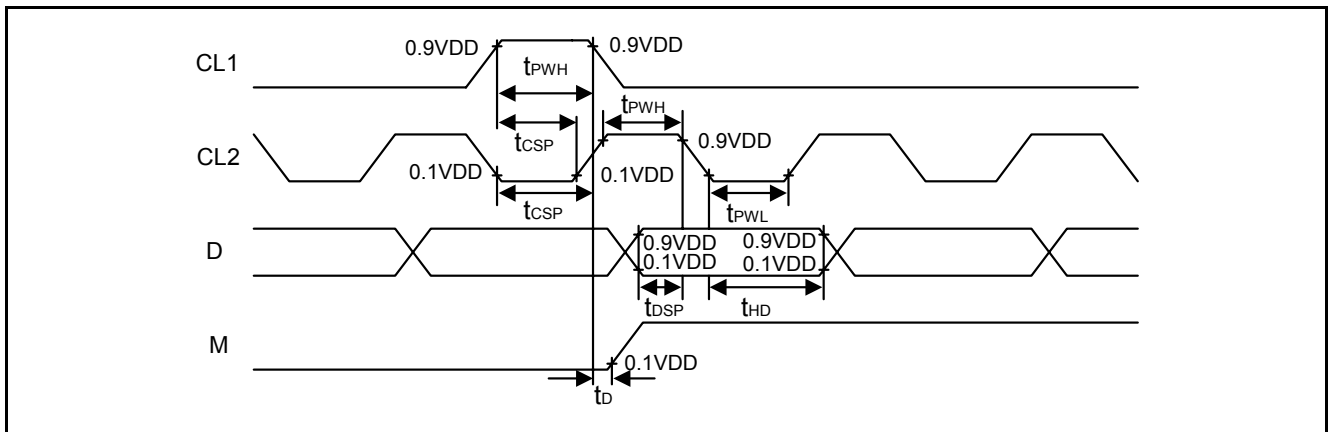 CL1
0.9VDD
0.9VDD
tPWH
tPWH
tCSP
CL2
0.9VDD
0.1VDD
0.1VDD
tCSP
tPWL
D
0.9VDD
0.9VDD
0.1VDD
0.1VDD
tDSP
tHD
M
0.1VDD
tD